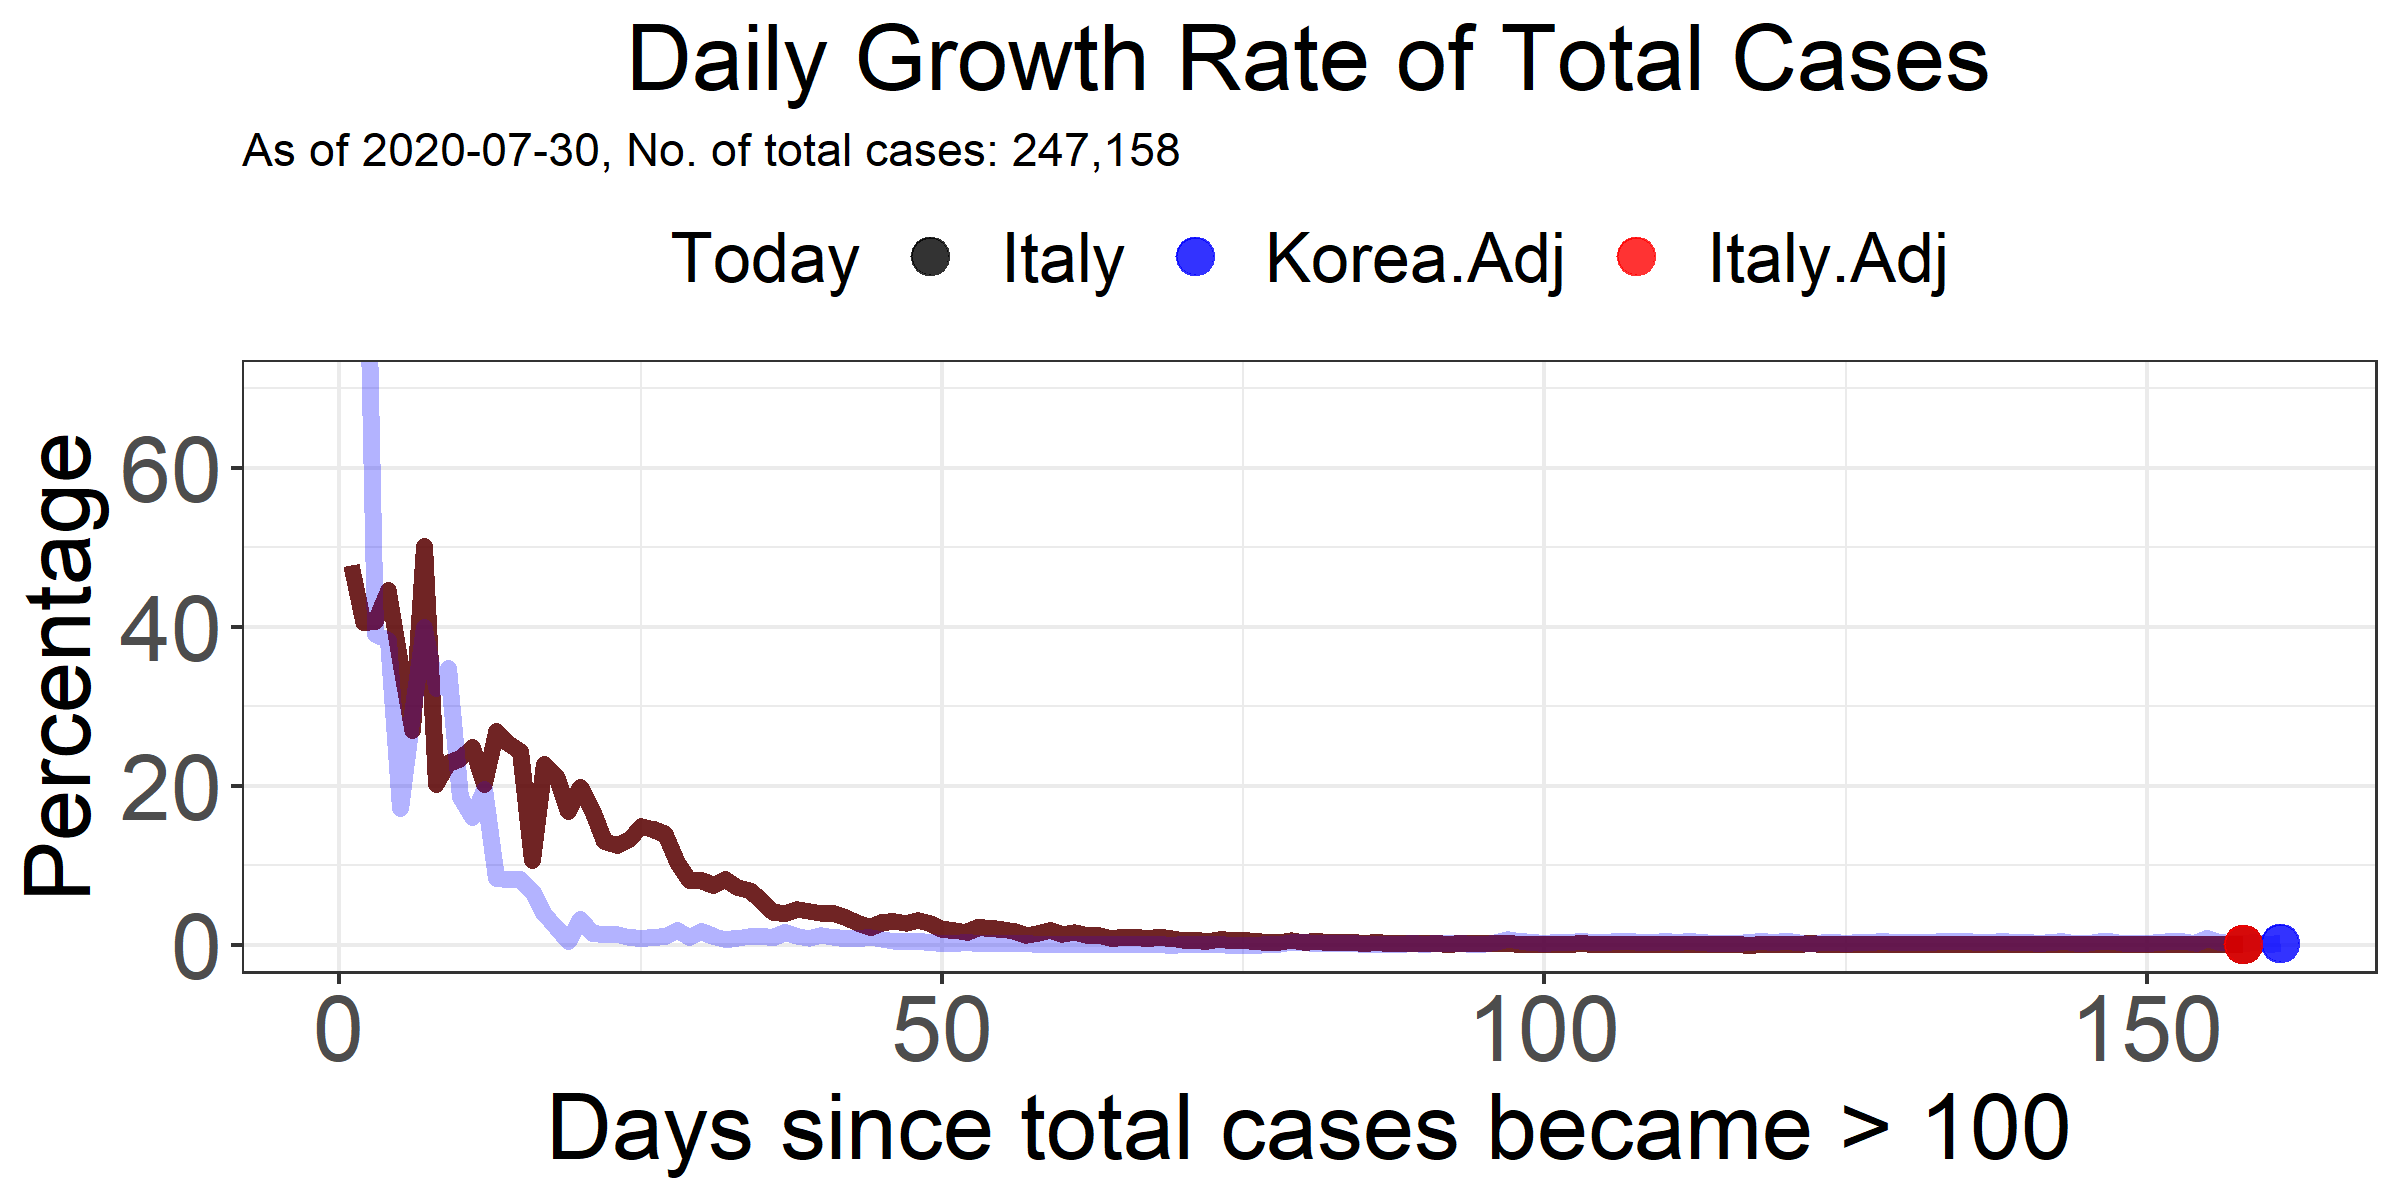 Daily Growth Rate of Total Cases
As of 2020-07-30, No. of total cases: 247,158
Today Italy Korea.Adj Italy.Adj
Percentage
60
40
20
0
0 50 100 150
Days since total cases became > 100